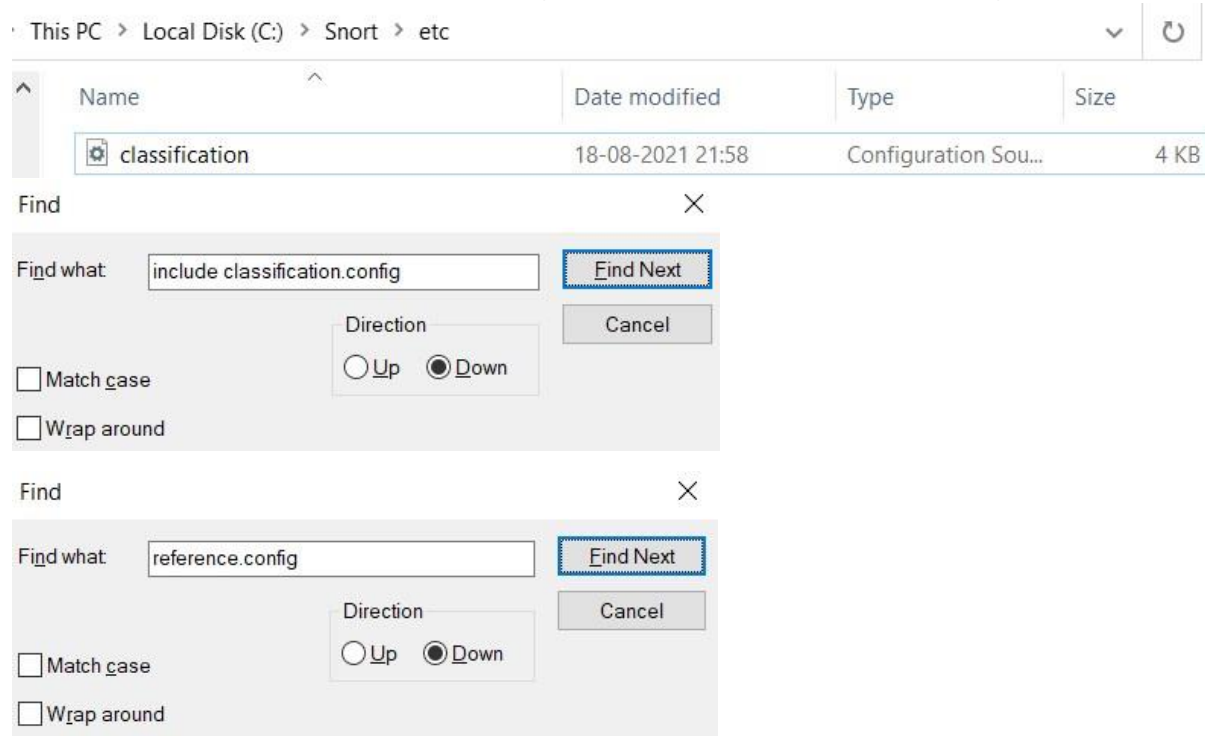 This PC > Local Disk (C:) > Snort > etc
Name Date modified Type Size
classification 18-08-2021 21:58 Configuration Sou... 4 KB
Find
Find what: include classification.config Find Next
Direction Cancel
Up Down
Match case
Wrap around
Find
Find what: reference.config Find Next
Direction Cancel
Up Down
Match case
Wrap around